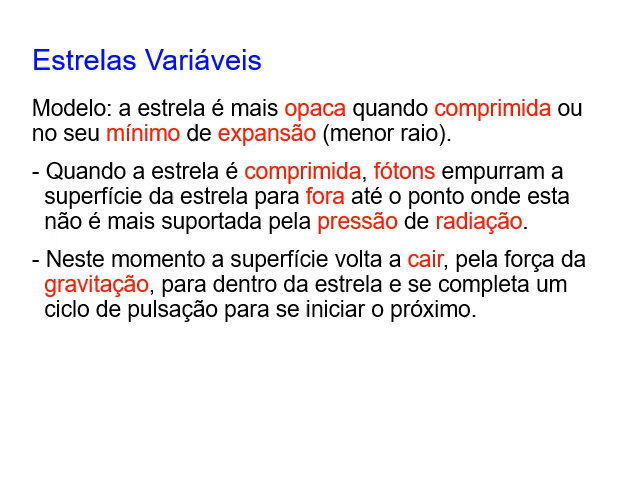 Estrelas Variáveis
Modelo: a estrela é mais opaca quando comprimida ou
no seu mínimo de expansão (menor raio).
- Quando a estrela é comprimida, fótons empurram a
superfície da estrela para fora até o ponto onde esta
não é mais suportada pela pressão de radiação.
- Neste momento a superfície volta a cair, pela força da
gravitação, para dentro da estrela e se completa um
ciclo de pulsação para se iniciar o próximo.